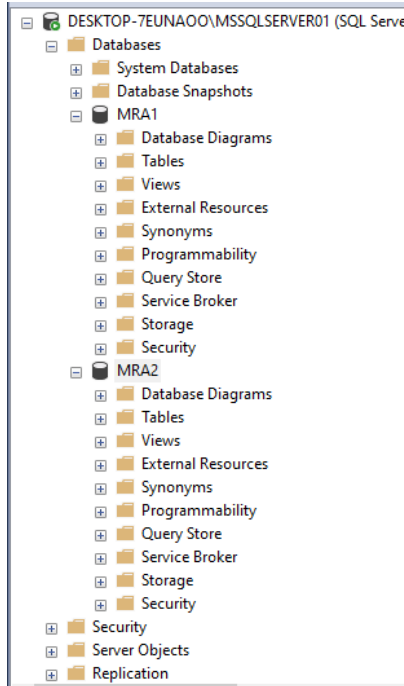 DESKTOP-7EUNAOO\MSSQLSERVER01 (SQL Serve
Databases
System Databases
Database Snapshots
MRA1
Database Diagrams
Tables
Views
External Resources
Synonyms
Programmability
Query Store
Service Broker
Storage
Security
MRA2
Database Diagrams
Tables
Views
External Resources
Synonyms
Programmability
Query Store
Service Broker
Storage
Security
Security
Server Objects
Replication